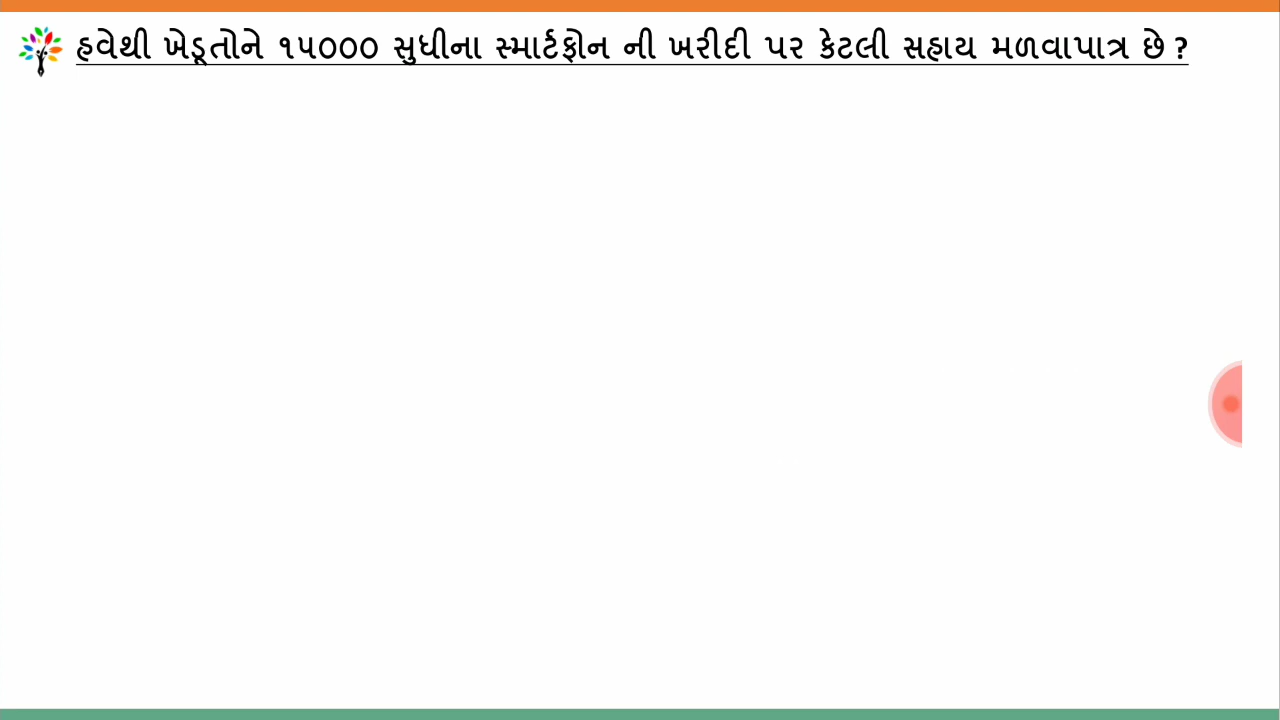 હવેથી ખેડૂતોને ૧૫૦૦૦ સુધીના સ્માર્ટફોન ની ખરીદી પર કેટલી સહાય મળવાપાત્ર છે ?